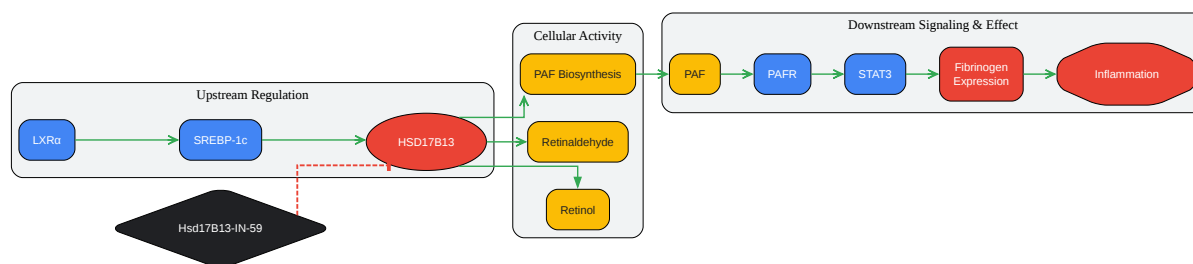 Downstream Signaling & Effect
Cellular Activity
PAF Biosynthesis
PAF
PAFR
STAT3
Fibrinogen
Expression
Inflammation
Upstream Regulation
LXRα
SREBP-1c
HSD17B13
Retinaldehyde
Retinol
Hsd17B13-IN-59